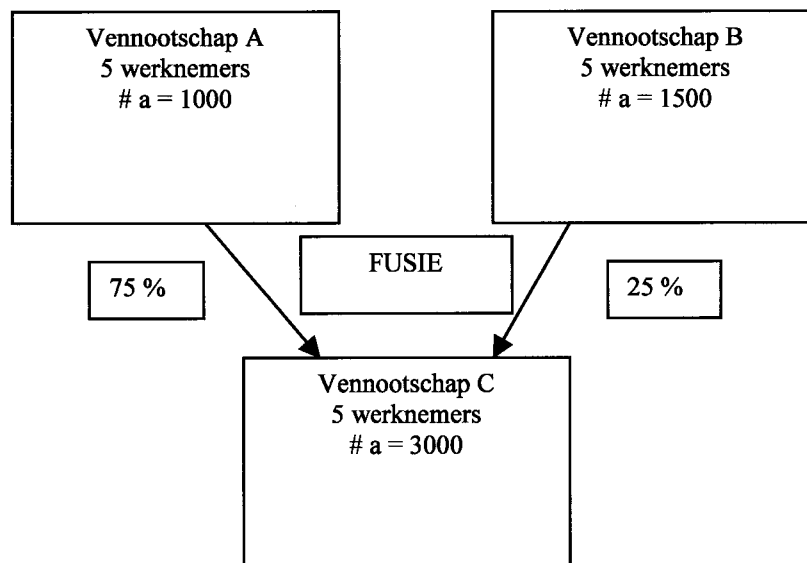 Vennootschap A
5 werknemers
# a = 1000
Vennootschap B
5 werknemers
# a = 1500
FUSIE
75 %
25 %
Vennootschap C
5 werknemers
# a = 3000